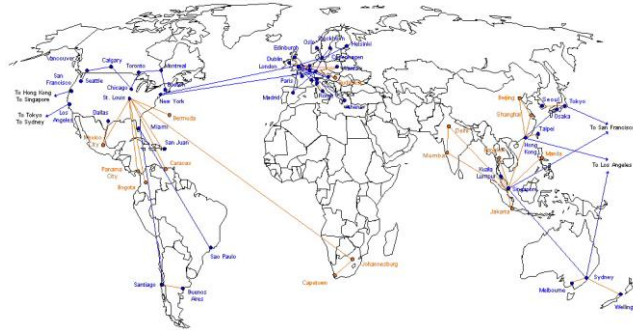 Vancouver
Calgary
Seattle
San
Francisco
To Hong Kong
To Singapore
To Tokyo
To Sydney
Los
Angeles
Toronto
Montreal
Chicago
Boston
St. Louis
New York
Dallas
Bermuda
Miami
Mexico
City
San Juan
Panama
City
Caracas
Bogota
Sao Paulo
Santiago
Buenos
Aires
Edinburgh
Dublin
London
Oslo
Stockholm
Helsinki
Copenhagen
Paris
Madrid
Athens
Johannesburg
Capetown
Delhi
Mumbai
Beijing
Seoul
Tokyo
Shanghai
Osaka
Taipei
Hong
Kong
Manila
Kuala
Lumpur
Singapore
Jakarta
To San Francisco
To Los Angeles
Sydney
Melbourne